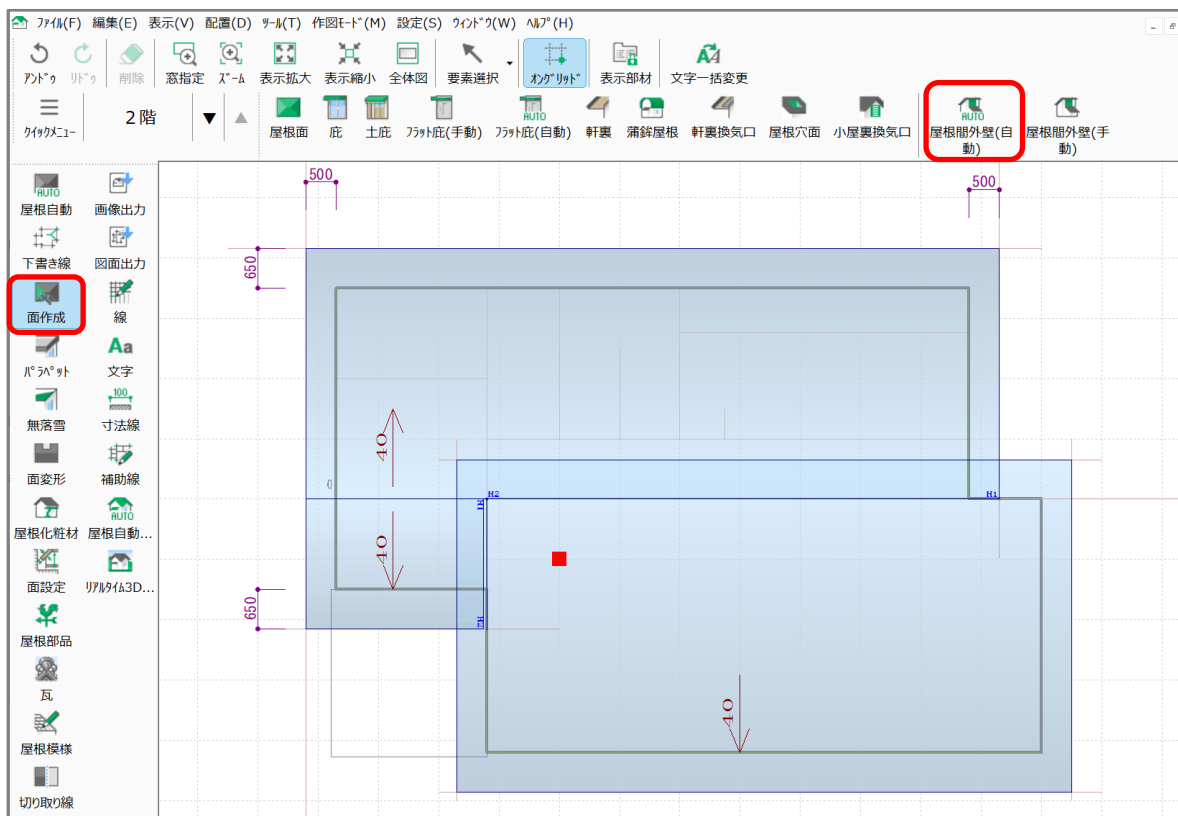 ﾌｧｲﾙ(F) 編集(E) 表示(V) 配置(D) ﾂｰﾙ(T) 作図ﾓｰﾄﾞ(M) 設定(S) ｳｨﾝﾄﾞｳ(W) ﾍﾙﾌﾟ(H)
ｱﾝﾄﾞｩ ﾘﾄﾞｩ 削除 窓指定 ｽﾞｰﾑ 表示拡大 表示縮小 全体図 要素選択 ｵﾝｸﾞﾘｯﾄﾞ 表示部材 文字一括変更
ｸｲｯｸﾒﾆｭｰ 2 階 屋根面 庇 土庇 ﾌﾗｯﾄ庇(手動) ﾌﾗｯﾄ庇(自動) 軒裏 蒲鉾屋根 軒裏換気口 屋根穴面 小屋裏換気口 屋根間外壁(自動) 屋根間外壁(手動)
AUTO
AUTO
屋根自動 画像出力
下書き線 図面出力
面作成 線
ﾊﾟﾗﾍﾟｯﾄ 文字
無落雪 寸法線
面変形 補助線
屋根化粧材 屋根自動...
面設定 ﾘｱﾙﾀｲﾑ3D...
屋根部品
瓦
屋根模様
切り取り線
AUTO
Aa
100
AUTO
500
500
650
40
H2
H1
H1
40
H2
650
40